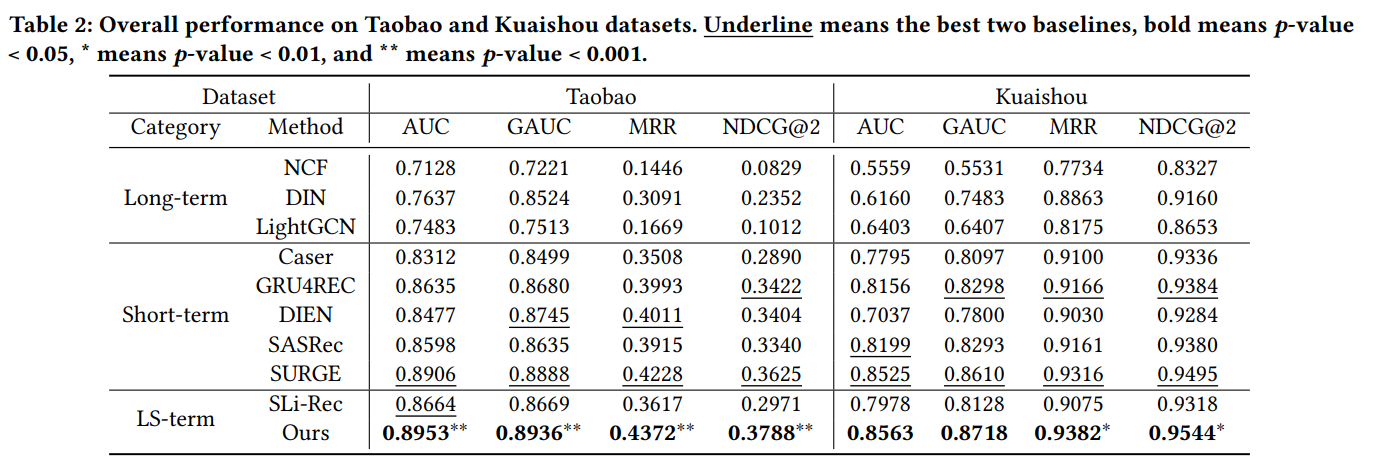 Table 2: Overall performance on Taobao and Kuaishou datasets. Underline means the best two baselines, bold means p-value
< 0.05, * means p-value < 0.01, and ** means p-value < 0.001.
Dataset Taobao Kuaishou
Category Method AUC GAUC MRR NDCG@2 AUC GAUC MRR NDCG@2
NCF 0.7128 0.7221 0.1446 0.0829 0.5559 0.5531 0.7734 0.8327
Long-term DIN 0.7637 0.8524 0.3091 0.2352 0.6160 0.7483 0.8863 0.9160
LightGCN 0.7483 0.7513 0.1669 0.1012 0.6403 0.6407 0.8175 0.8653
Caser 0.8312 0.8499 0.3508 0.2890 0.7795 0.8097 0.9100 0.9336
GRU4REC 0.8635 0.8680 0.3993 0.3422 0.8156 0.8298 0.9166 0.9384
Short-term DIEN 0.8477 0.8745 0.4011 0.3404 0.7037 0.7800 0.9030 0.9284
SASRec 0.8598 0.8635 0.3915 0.3340 0.8199 0.8293 0.9161 0.9380
SURGE 0.8906 0.8888 0.4228 0.3625 0.8525 0.8610 0.9316 0.9495
LS-term SLi-Rec 0.8664 0.8669 0.3617 0.2971 0.7978 0.8128 0.9075 0.9318
Ours 0.8953** 0.8936** 0.4372** 0.3788** 0.8563 0.8718 0.9382* 0.9544*